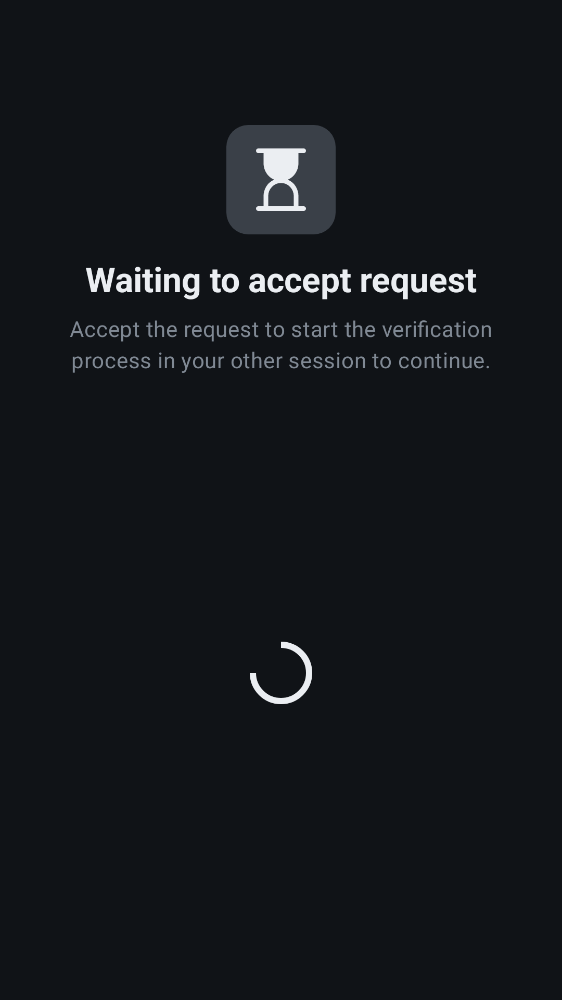 Waiting to accept request
Accept the request to start the verification
process in your other session to continue.